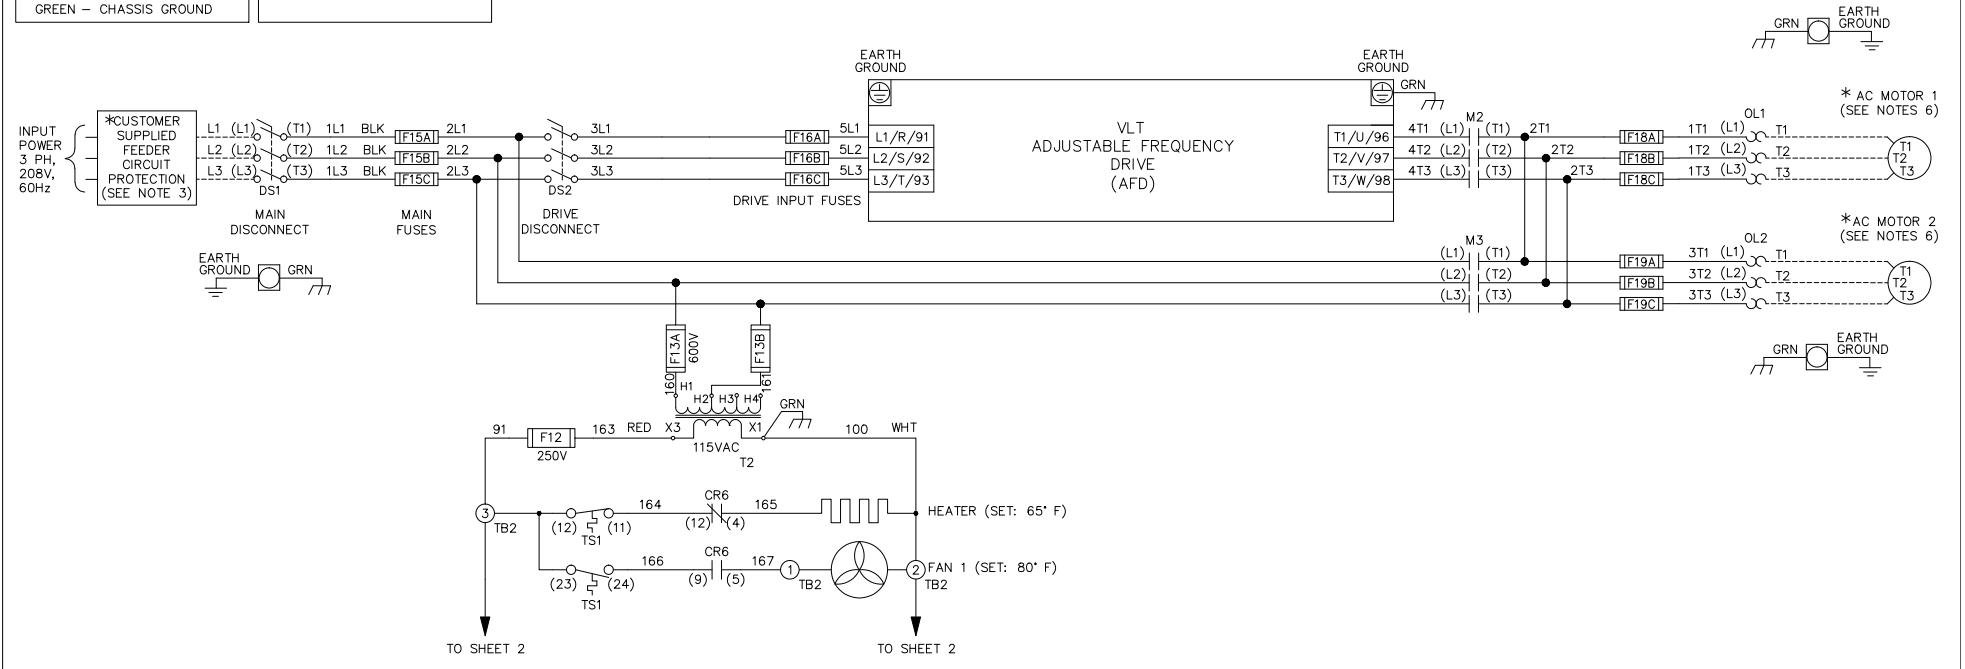 GREEN – CHASSIS GROUND
GRN
EARTH
GROUND
INPUT
POWER
3 PH,
208V,
60Hz
*CUSTOMER
SUPPLIED
FEEDER
CIRCUIT
PROTECTION
(SEE NOTE 3)
L1 (L1) (T1) 1L1 BLK F15A 2L1
L2 (L2) (T2) 1L2 BLK F15B 2L2
L3 (L3) (T3) 1L3 BLK F15C 2L3
DS1
MAIN
DISCONNECT
MAIN
FUSES
3L1
3L2
3L3
DS2
DRIVE
DISCONNECT
F16A 5L1
F16B 5L2
F16C 5L3
DRIVE INPUT FUSES
EARTH
GROUND
L1/R/91
L2/S/92
L3/T/93
VLT
ADJUSTABLE FREQUENCY
DRIVE
(AFD)
EARTH
GROUND
GRN
T1/U/96
T2/V/97
T3/W/98
M2
4T1 (L1) (T1) 2T1
4T2 (L2) (T2) 2T2
4T3 (L3) (T3) 2T3
OL1
F18A 1T1 (L1) T1
F18B 1T2 (L2) T2
F18C 1T3 (L3) T3
* AC MOTOR 1
(SEE NOTES 6)
T1
T2
T3
M3
(L1) (T1)
(L2) (T2)
(L3) (T3)
OL2
F19A 3T1 (L1) T1
F19B 3T2 (L2) T2
F19C 3T3 (L3) T3
*AC MOTOR 2
(SEE NOTES 6)
T1
T2
T3
EARTH
GROUND
GRN
GRN
EARTH
GROUND
F13A
600V
F13B
160
161
H1
H2 H3 H4
GRN
91
F12
250V
163 RED X3
X1
115VAC
T2
100 WHT
3
TB2
(12) (11)
TS1
164
CR6
(12) (4)
165
HEATER (SET: 65° F)
(23) (24)
TS1
166
CR6
(9) (5)
167
1
TB2
2
TB2
FAN 1 (SET: 80° F)
TO SHEET 2
TO SHEET 2